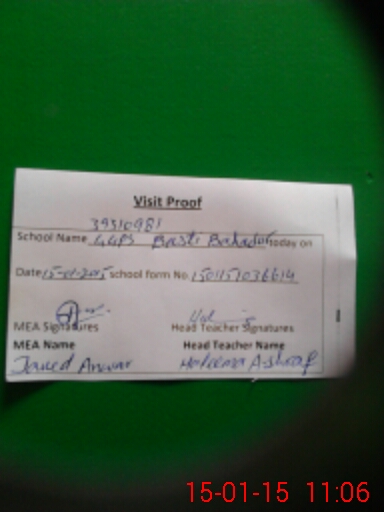 Visit Proof
39310981
School Name GGPS Basti Bahadur today on
Date 15-01-2015 school form No 1501151036614
MEA Signatures Head Teacher Signatures
MEA Name Head Teacher Name
Javed Anwar Haleema Ashraf
15-01-15 11:06